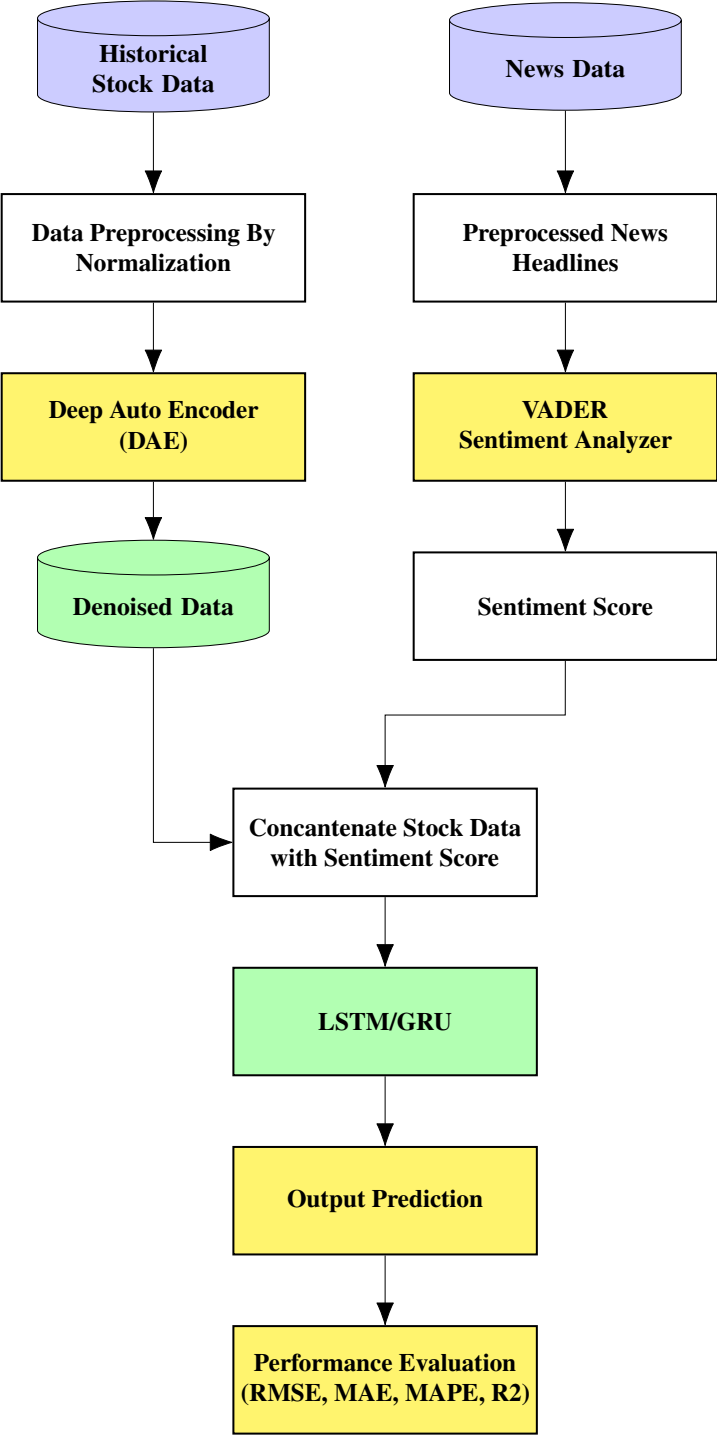 Historical
Stock Data
News Data
Data Preprocessing By
Normalization
Preprocessed News
Headlines
Deep Auto Encoder
(DAE)
VADER
Sentiment Analyzer
Denoised Data
Sentiment Score
Concantenate Stock Data
with Sentiment Score
LSTM/GRU
Output Prediction
Performance Evaluation
(RMSE, MAE, MAPE, R2)